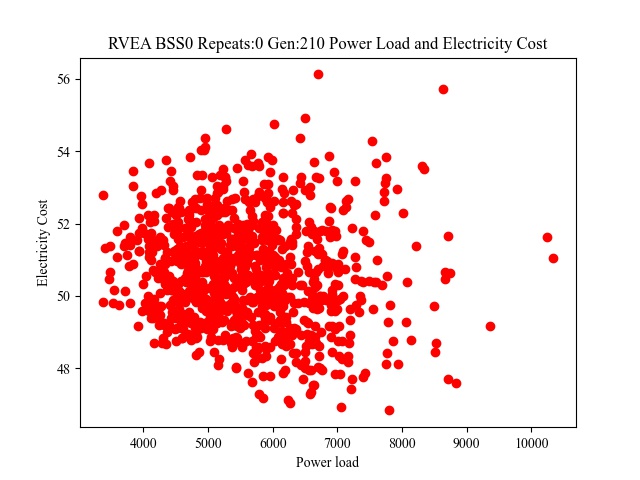 RVEA BSS0 Repeats:0 Gen:210 Power Load and Electricity Cost
56
54
52
50
48
Electricity Cost
4000 5000 6000 7000 8000 9000 10000
Power load